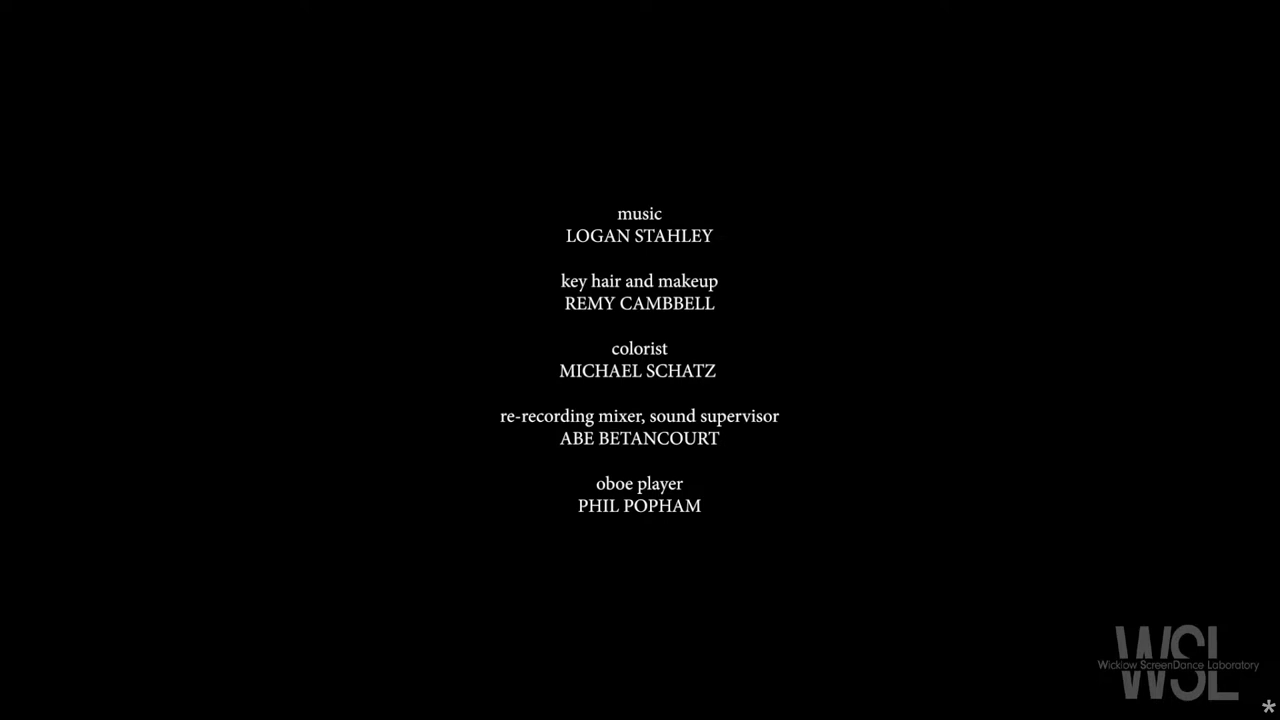 music
LOGAN STAHLEY
key hair and makeup
REMY CAMBBELL
colorist
MICHAEL SCHATZ
re-recording mixer, sound supervisor
ABE BETANCOURT
oboe player
PHIL POPHAM
WSL
Wicklow ScreenDance Laboratory
*